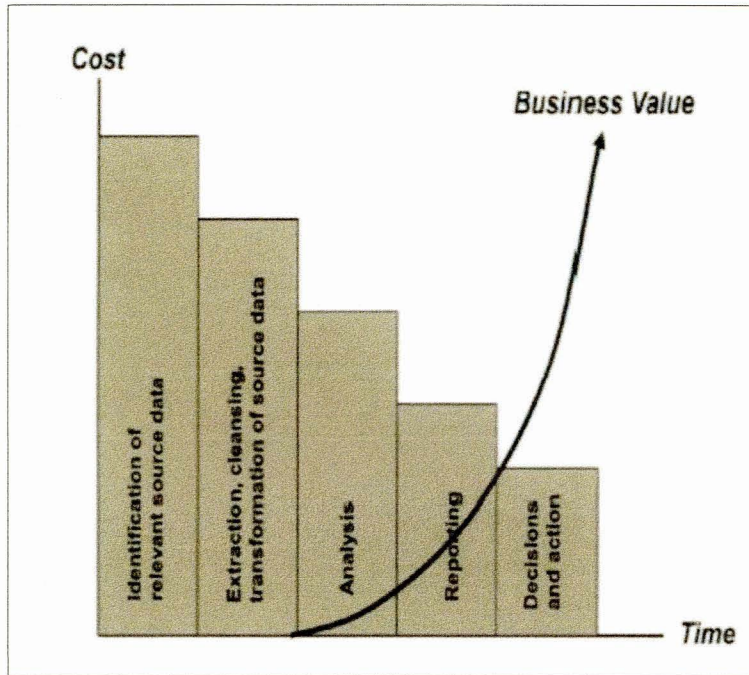 Cost
Business Value
Identification of
relevant source data
Extraction, cleansing,
transformation of source data
Analysis
Reporting
Decisions
and action
Time